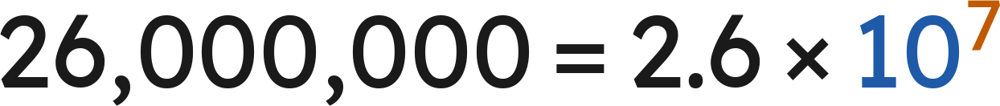 26,000,000 = 2.6 × 10⁷